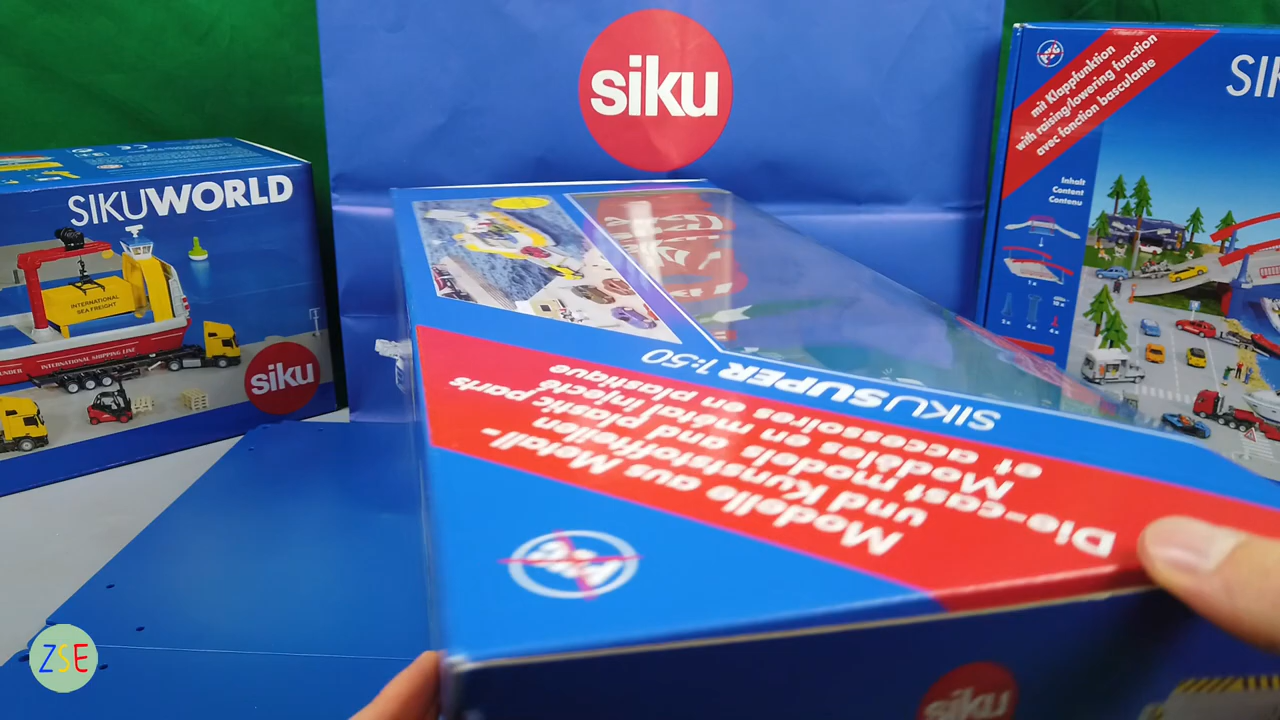 siku
SIKUWORLD
INTERNATIONAL
SEA FREIGHT
UNDER
INTERNATIONAL SHIPPING LINE
siku
mit Klappfunktion
with raising/lowering function
avec fonction basculante
Inhalt
Content
Contenu
SIKUSUPER 1:50
Modelle aus Metall-
und Kunststoffteilen
Die-cast models
and plastic parts
Modèles en métal injecté
et accessoires en plastique
siku
ZSE